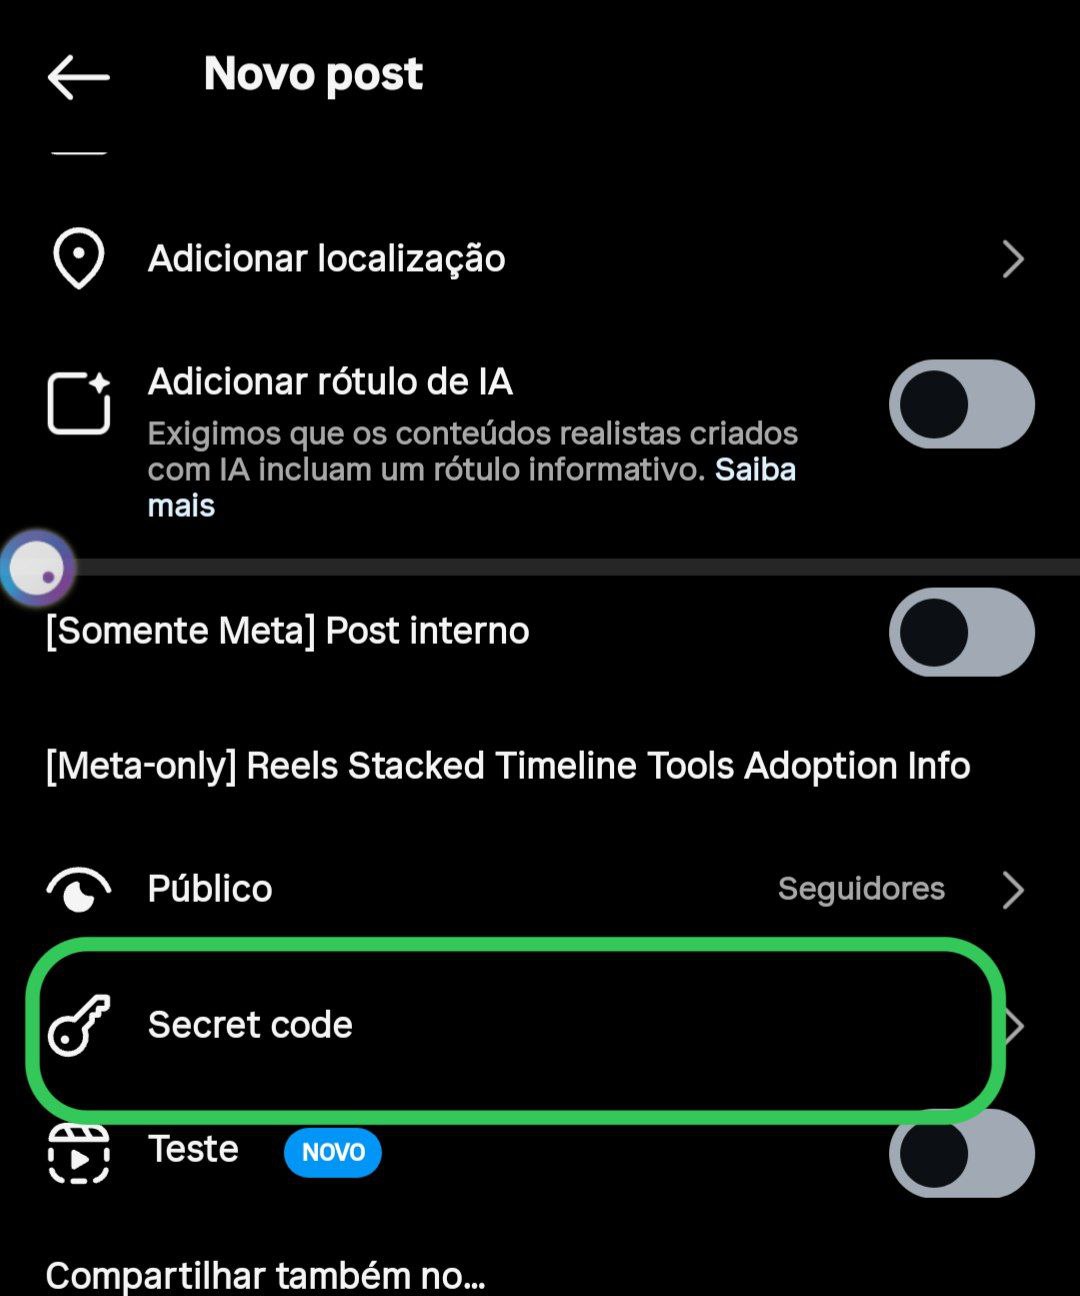 Novo post
Adicionar localização
Adicionar rótulo de IA
Exigimos que os conteúdos realistas criados
com IA incluam um rótulo informativo. Saiba
mais
[Somente Meta] Post interno
[Meta-only] Reels Stacked Timeline Tools Adoption Info
Público Seguidores
Secret code
Teste NOVO
Compartilhar também no...